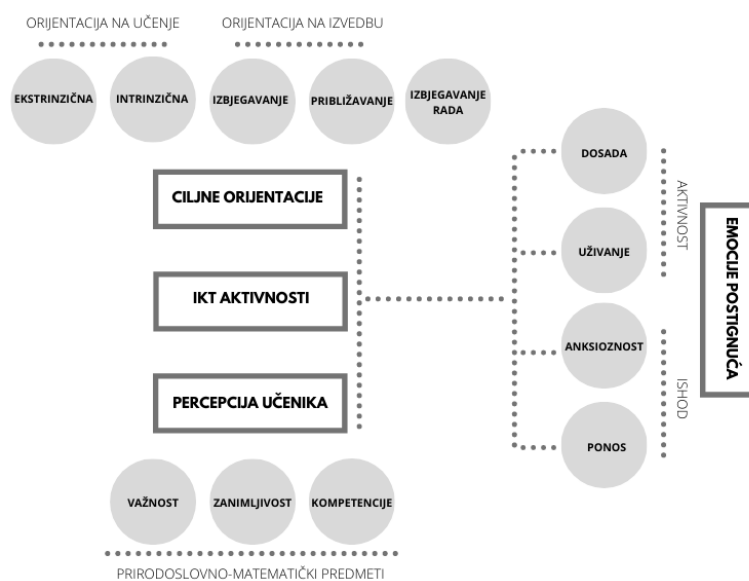 ORIJENTACIJA NA UČENJE
ORIJENTACIJA NA IZVEDBU
EKSTRINZIČNA
INTRINZIČNA
IZBJEGAVANJE
PRIBLIŽAVANJE
IZBJEGAVANJE
RADA
CILJNE ORIJENTACIJE
IKT AKTIVNOSTI
PERCEPCIJA UČENIKA
VAŽNOST
ZANIMLJIVOST
KOMPETENCIJE
PRIRODOSLOVNO-MATEMATIČKI PREDMETI
DOSADA
UŽIVANJE
ANKSIOZNOST
PONOS
AKTIVNOST
ISHOD
EMOCIJE POSTIGNUĆA